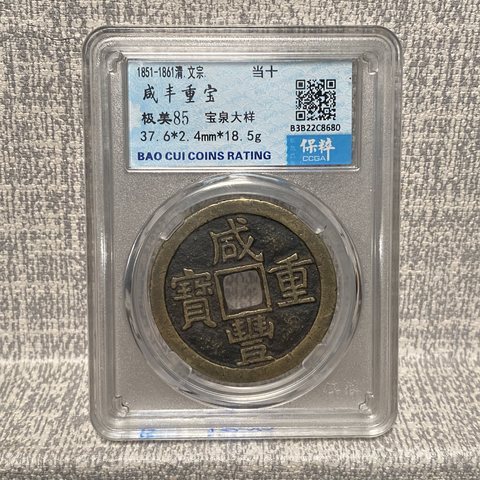 1851-1861清.文宗 当十
咸丰重宝
极美85 宝泉大样
37.6*2.4mm*18.5g
BAO CUI COINS RATING
B3B22C8680
保粹
CCGA
咸
寶 重
豐